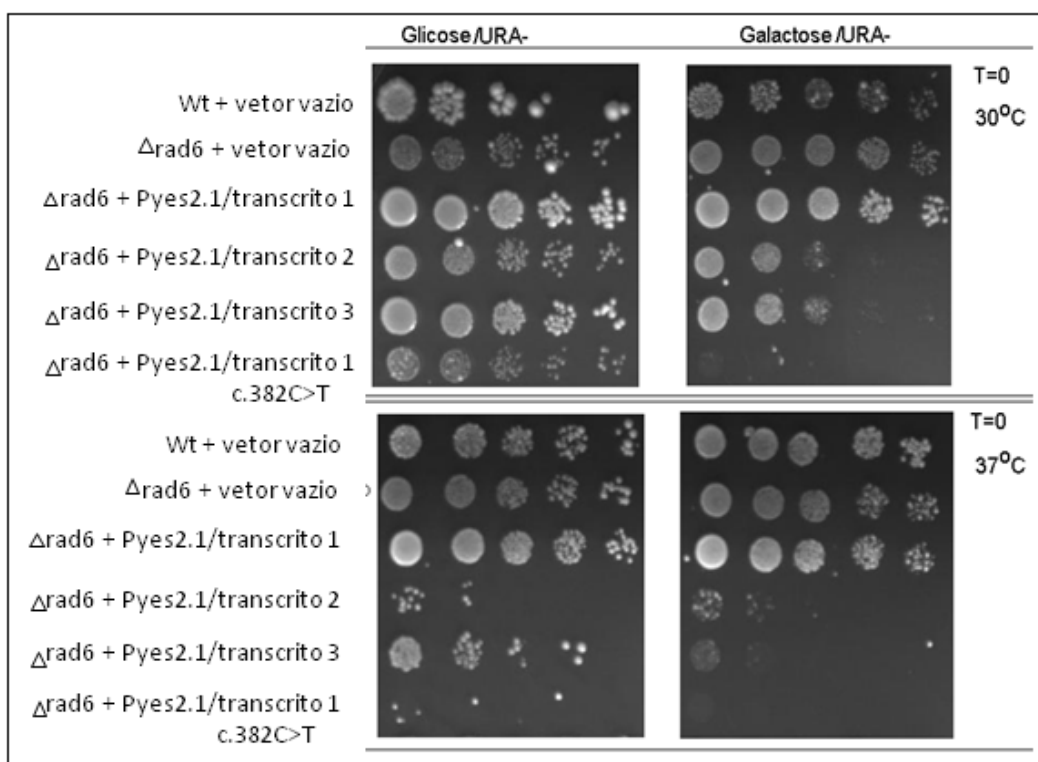 Glicose/URA-
Galactose/URA-
T=0
30°C
Wt + vetor vazio
Δrad6 + vetor vazio
Δrad6 + Pyes2.1/transcrito 1
Δrad6 + Pyes2.1/transcrito 2
Δrad6 + Pyes2.1/transcrito 3
Δrad6 + Pyes2.1/transcrito 1
c.382C>T
T=0
37°C
Wt + vetor vazio
Δrad6 + vetor vazio
Δrad6 + Pyes2.1/transcrito 1
Δrad6 + Pyes2.1/transcrito 2
Δrad6 + Pyes2.1/transcrito 3
Δrad6 + Pyes2.1/transcrito 1
c.382C>T